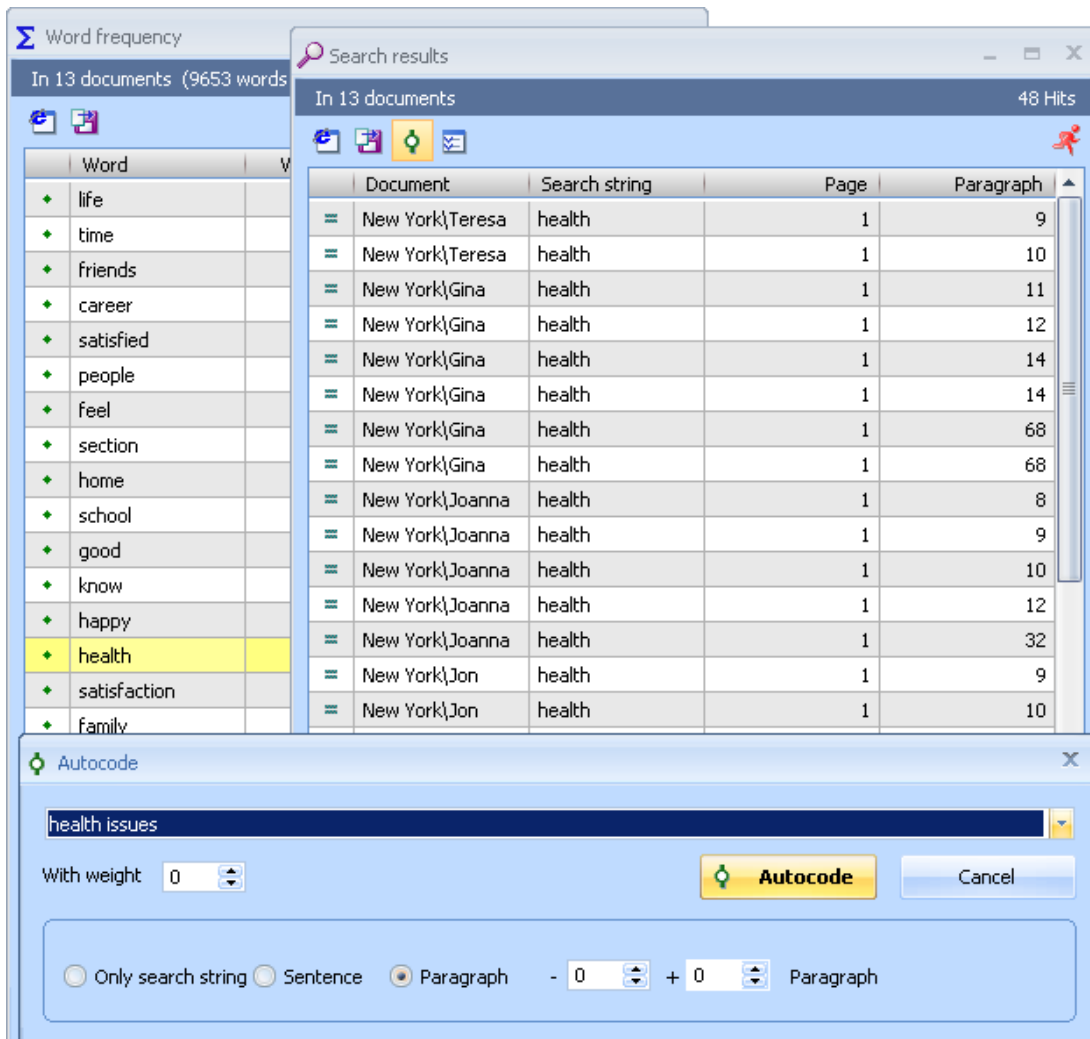 Word frequency
In 13 documents (9653 words
Word
life
time
friends
career
satisfied
people
feel
section
home
school
good
know
happy
health
satisfaction
family
Search results
In 13 documents 48 Hits
Document Search string Page Paragraph
New York\Teresa health 1 9
New York\Teresa health 1 10
New York\Gina health 1 11
New York\Gina health 1 12
New York\Gina health 1 14
New York\Gina health 1 14
New York\Gina health 1 68
New York\Gina health 1 68
New York\Joanna health 1 8
New York\Joanna health 1 9
New York\Joanna health 1 10
New York\Joanna health 1 12
New York\Joanna health 1 32
New York\Jon health 1 9
New York\Jon health 1 10
Autocode
health issues
With weight 0 Autocode Cancel
Only search string Sentence Paragraph - 0 + 0 Paragraph